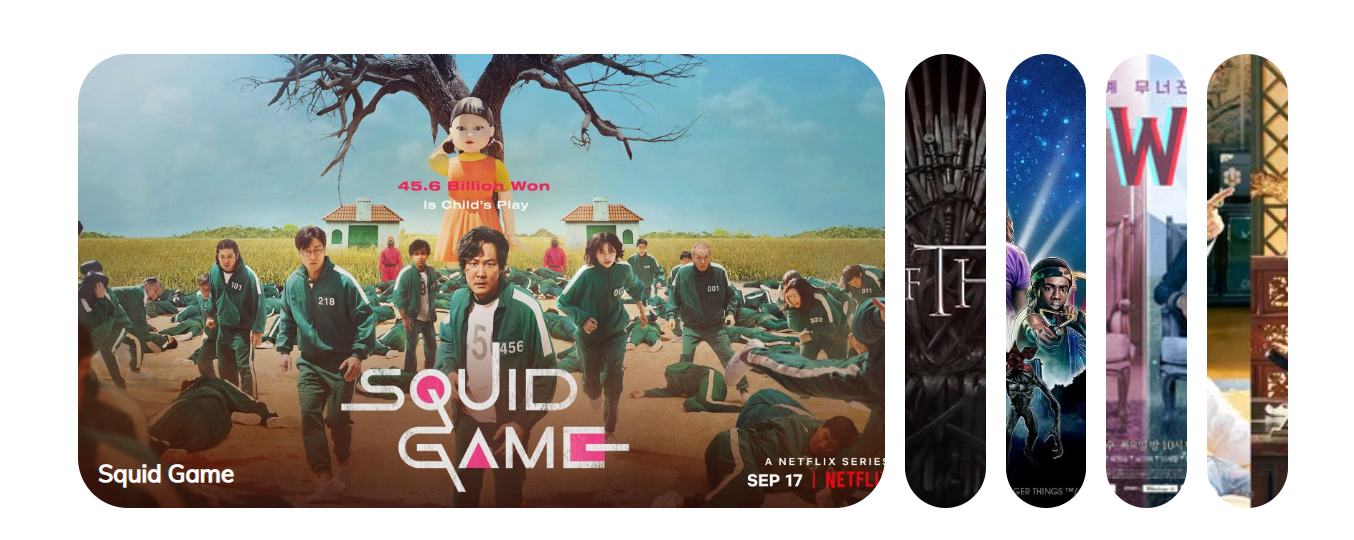 45.6 Billion Won
Is Child's Play
101
218
001
322
011
5
456
SQUID
GAME
A NETFLIX SERIES
SEP 17 | NETFLI
Squid Game
F TH
GER THINGS
무너진
W